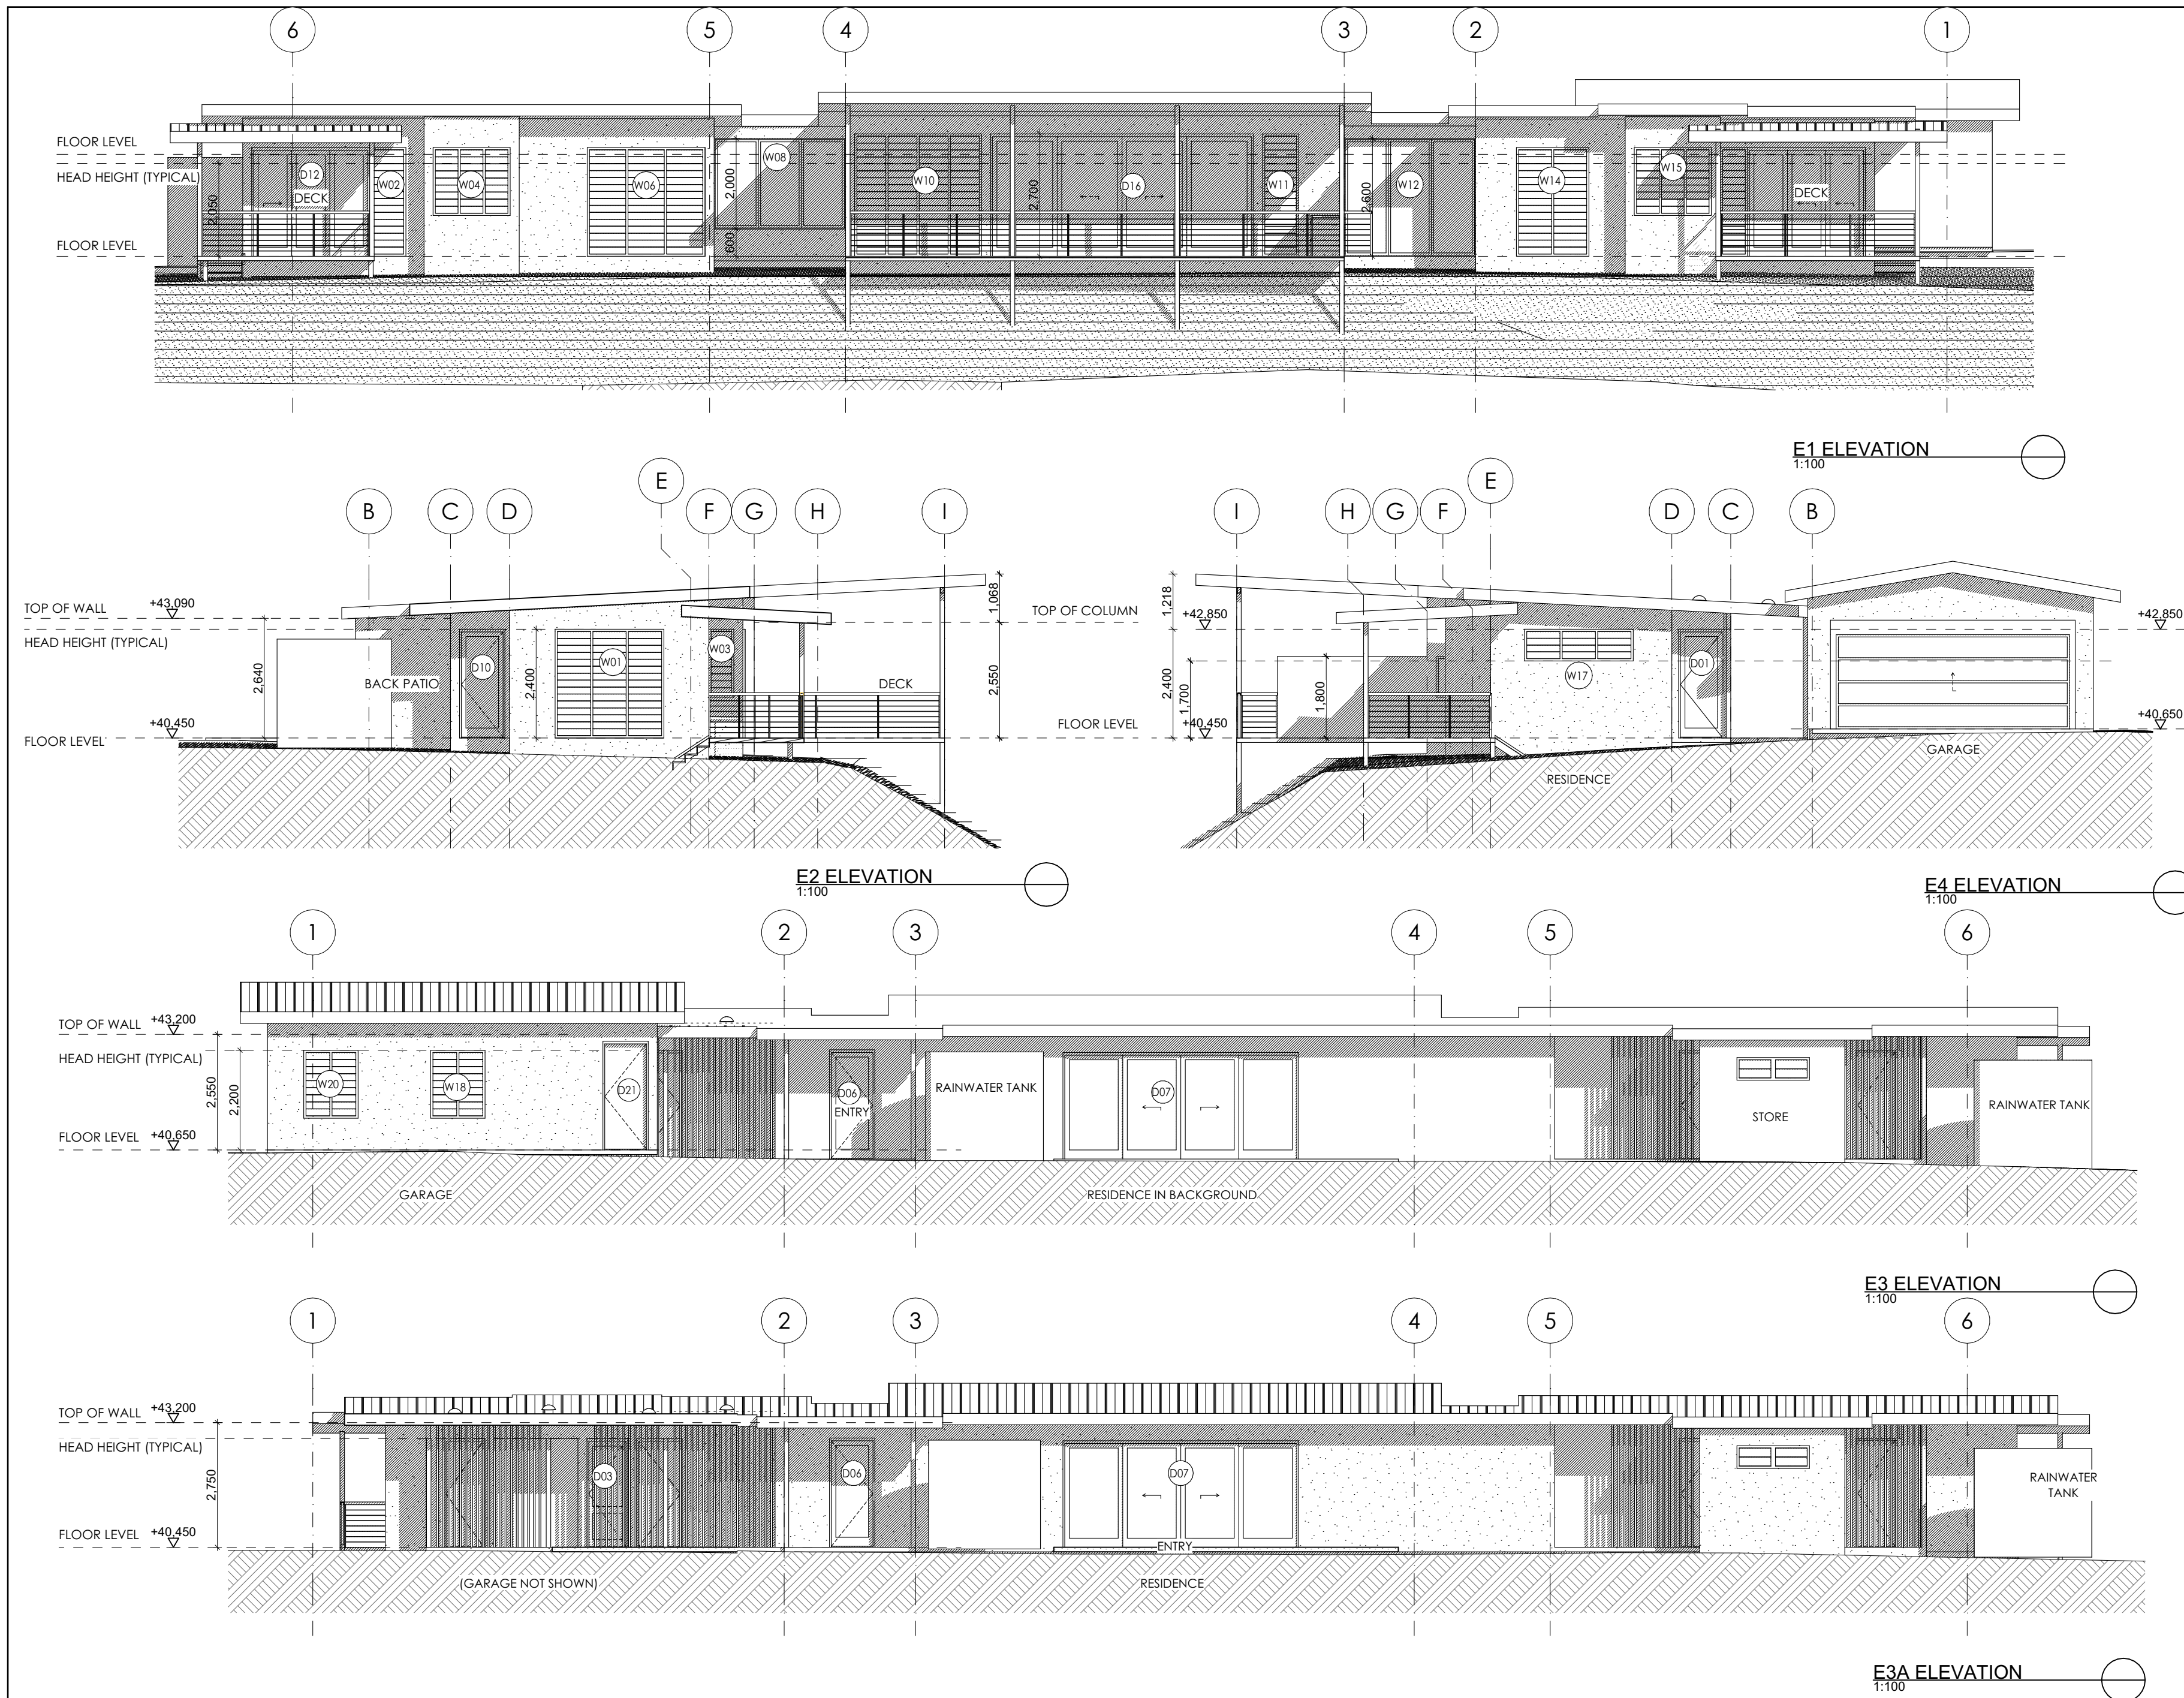 6 5 4 3 2 1
FLOOR LEVEL
HEAD HEIGHT (TYPICAL)
FLOOR LEVEL
2,050
D12
DECK
W02
W04
W06
W08
2,000
600
W10
2,700
D16
W11
2,600
W12
W14
W15
DECK
E1 ELEVATION
1:100
B C D E F G H I
TOP OF WALL +43,090
HEAD HEIGHT (TYPICAL)
2,640
+40,450
FLOOR LEVEL
BACK PATIO
D10
2,400
W01
W03
DECK
1,068
2,550
E2 ELEVATION
1:100
I H G F E D C B
TOP OF COLUMN
FLOOR LEVEL
1,218
+42,850
2,400
1,700
+40,450
1,800
W17
D01
RESIDENCE
GARAGE
+42,850
+40,650
E4 ELEVATION
1:100
1 2 3 4 5 6
TOP OF WALL +43,200
HEAD HEIGHT (TYPICAL)
2,550
2,200
FLOOR LEVEL +40,650
W20
W18
D21
D06
ENTRY
RAINWATER TANK
D07
STORE
RAINWATER TANK
GARAGE
RESIDENCE IN BACKGROUND
E3 ELEVATION
1:100
1 2 3 4 5 6
TOP OF WALL +43,200
HEAD HEIGHT (TYPICAL)
2,750
FLOOR LEVEL +40,450
D03
D06
D07
ENTRY
RAINWATER
TANK
(GARAGE NOT SHOWN)
RESIDENCE
E3A ELEVATION
1:100